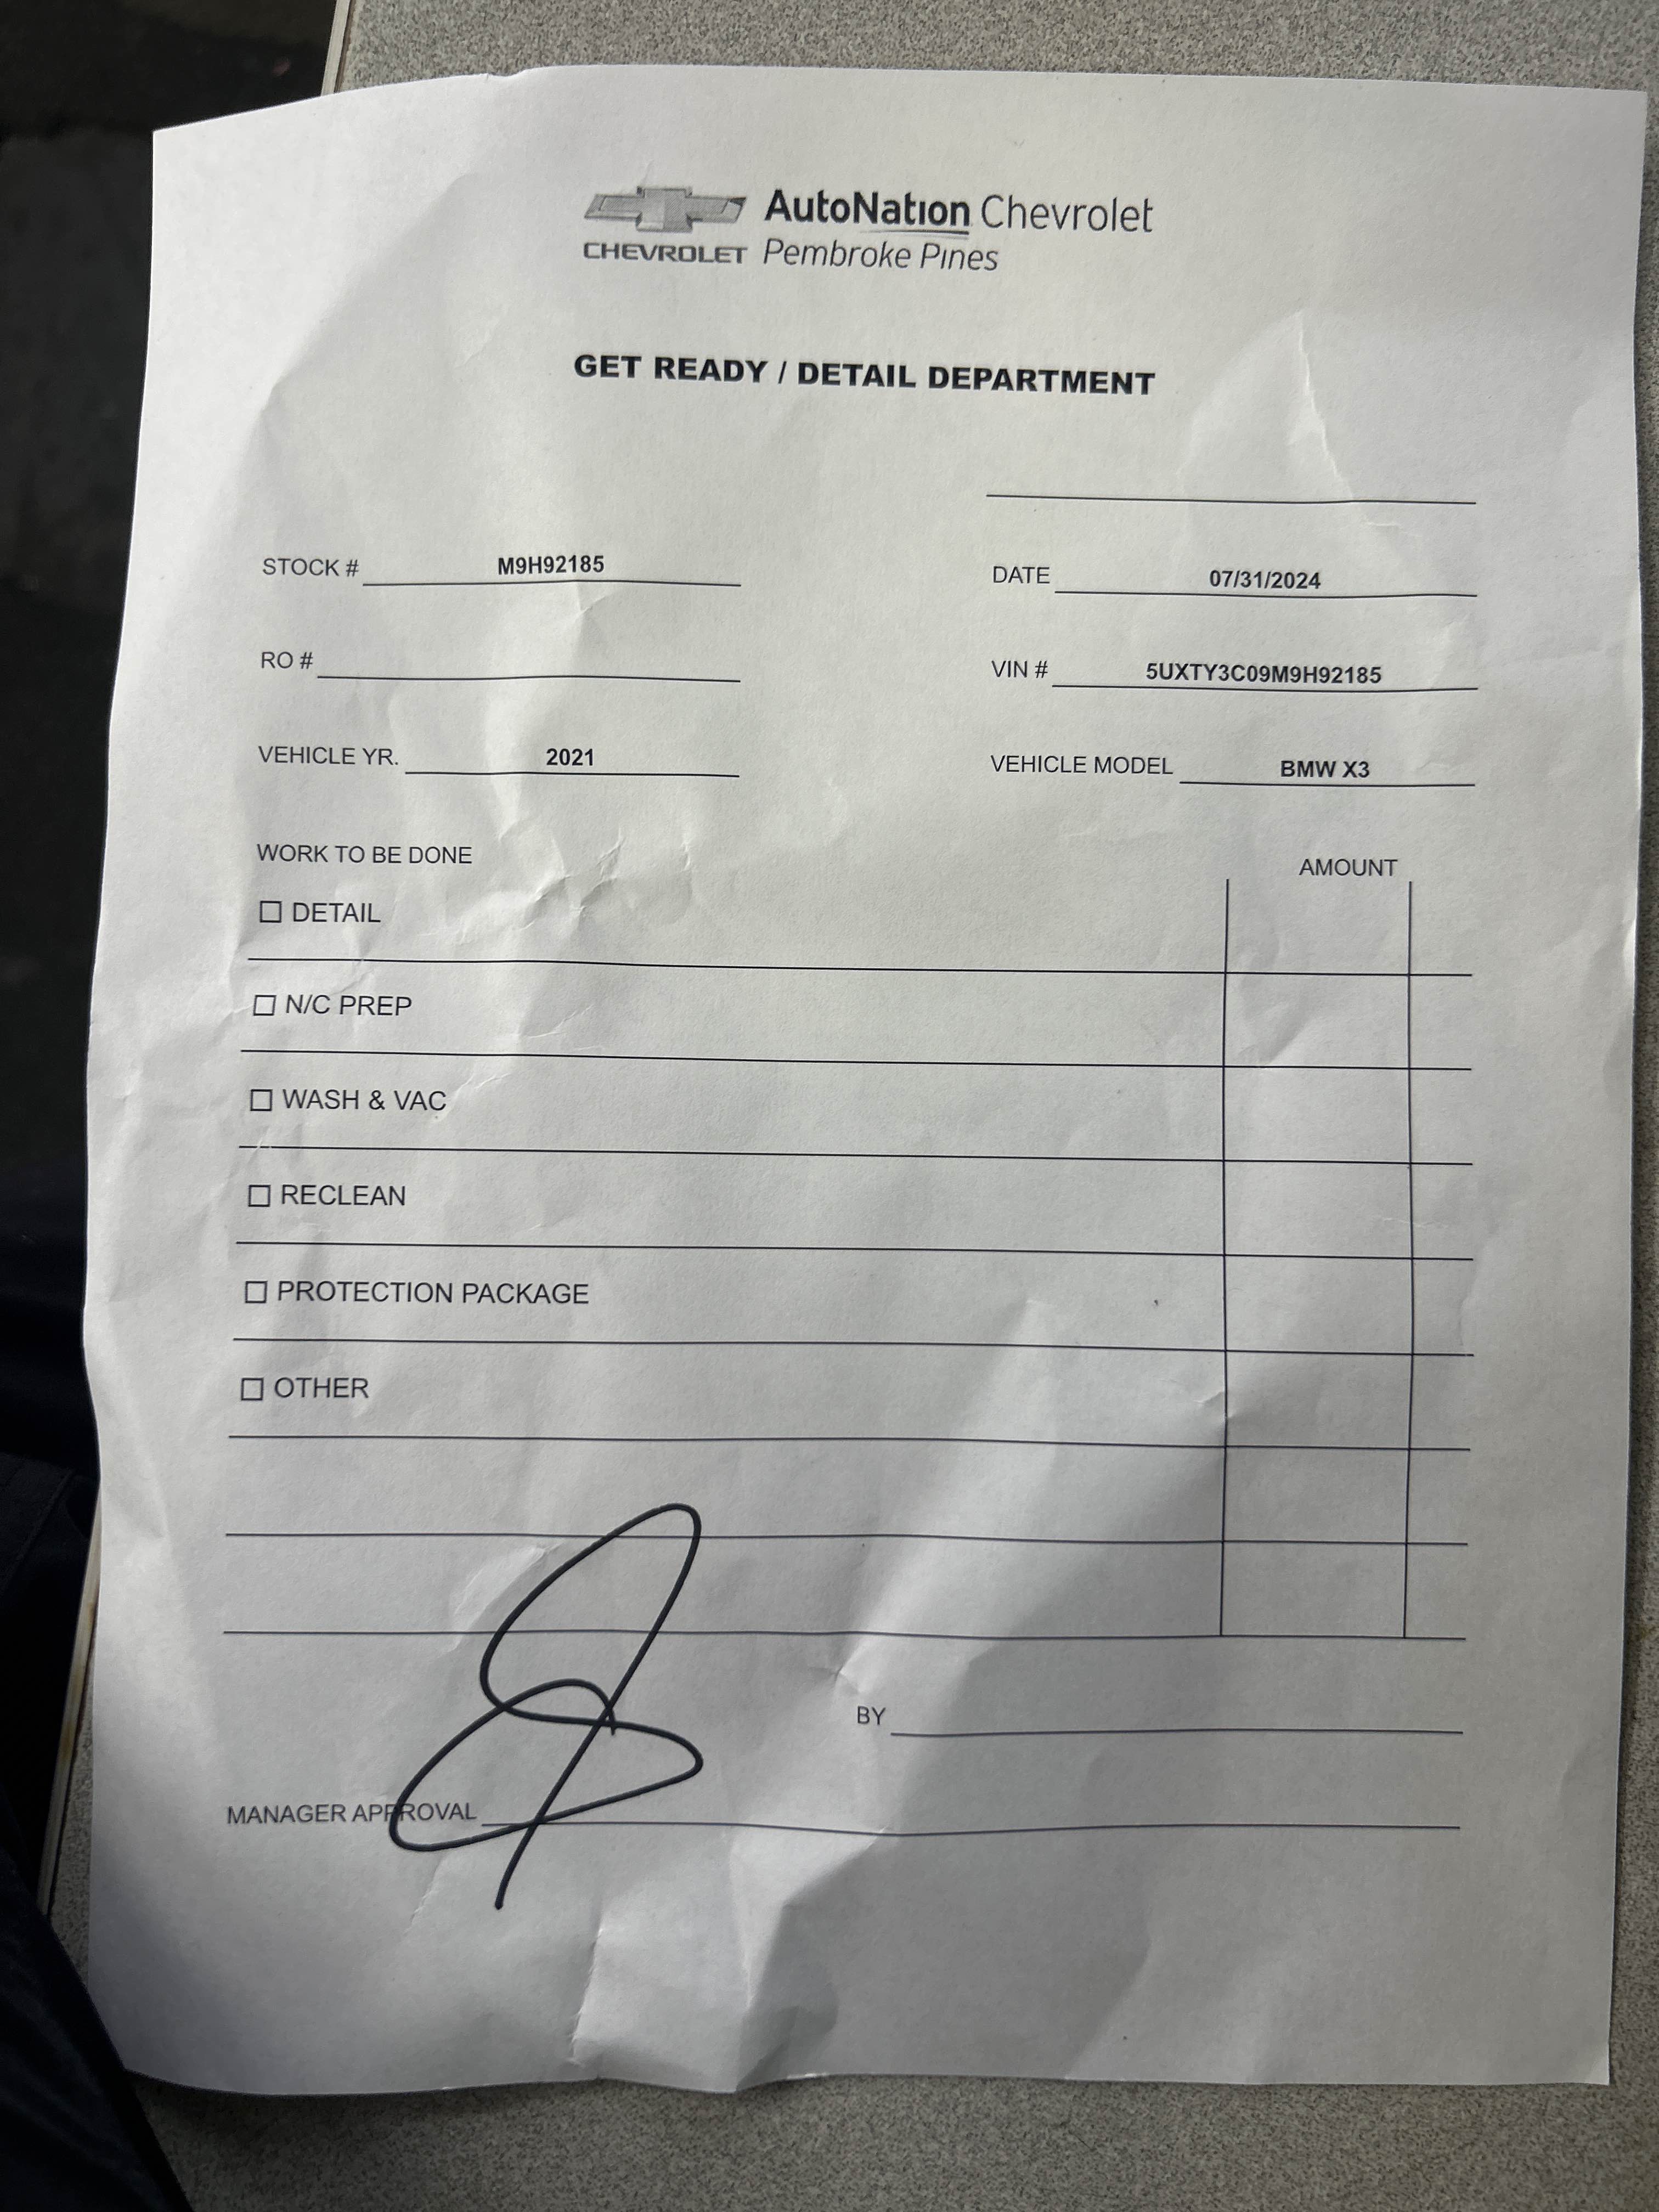 AutoNation Chevrolet
CHEVROLET Pembroke Pines
GET READY / DETAIL DEPARTMENT
STOCK # M9H92185
DATE 07/31/2024
RO #
VIN # 5UXTY3C09M9H92185
VEHICLE YR. 2021
VEHICLE MODEL BMW X3
WORK TO BE DONE
AMOUNT
DETAIL
N/C PREP
WASH & VAC
RECLEAN
PROTECTION PACKAGE
OTHER
BY
MANAGER APPROVAL